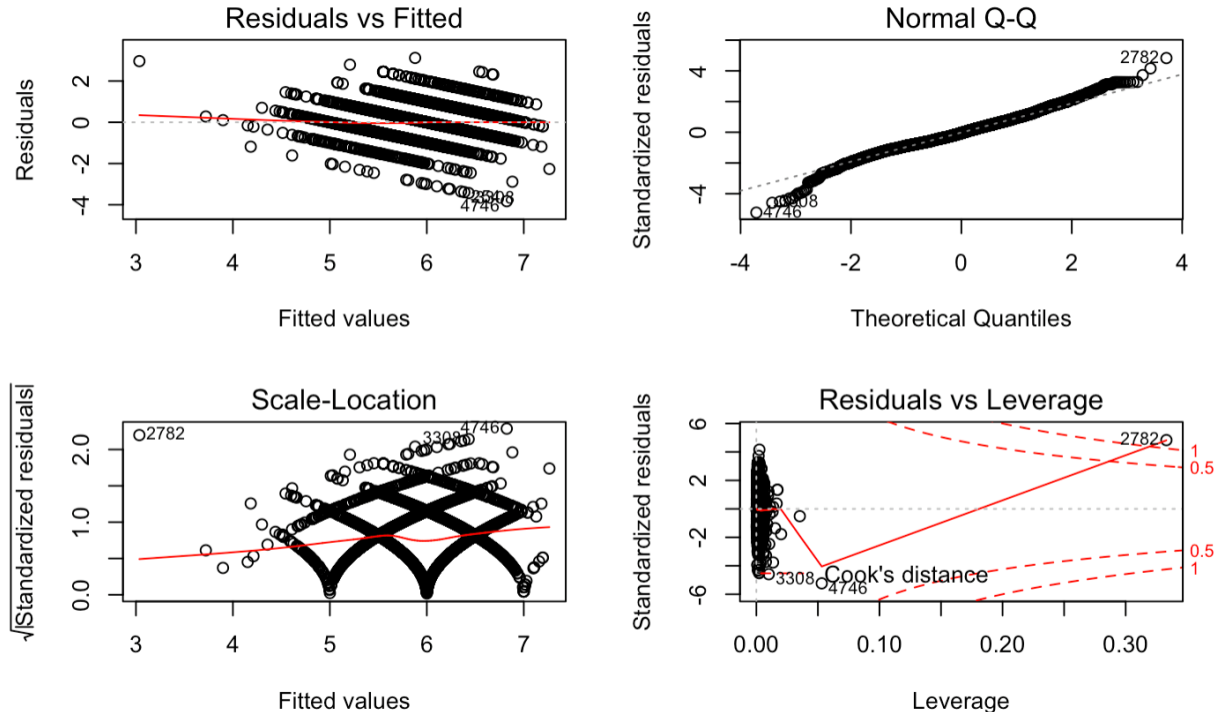 Residuals vs Fitted
Residuals
2
0
-2
-4
3308
4746
3 4 5 6 7
Fitted values
Normal Q-Q
Standardized residuals
4
0
-4
2782
4746
-4 -2 0 2 4
Theoretical Quantiles
Scale-Location
√|Standardized residuals|
2.0
1.0
0.0
2782
3308
4746
3 4 5 6 7
Fitted values
Residuals vs Leverage
Standardized residuals
6
2
-2
-6
2782
1
0.5
0.5
1
3308
Cook's distance
4746
0.00 0.10 0.20 0.30
Leverage